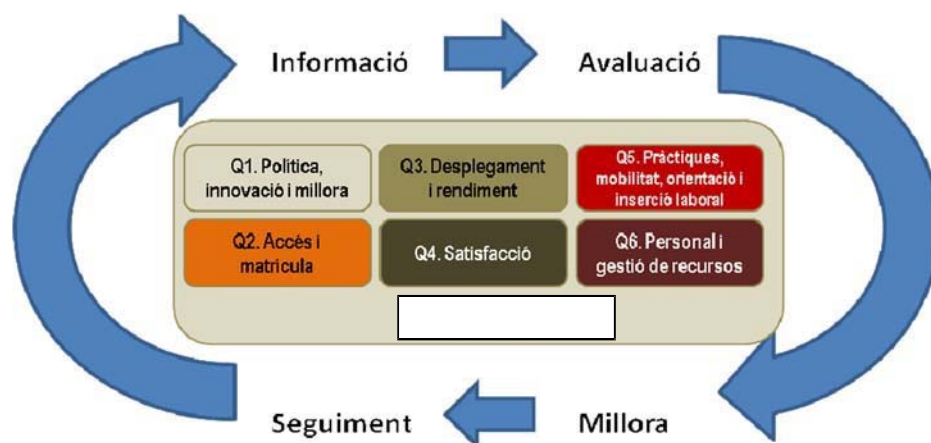 Informació
Avaluació
Q1. Política,
innovació i millora
Q3. Desplegament
i rendiment
Q5. Pràctiques,
mobilitat, orientació i
inserció laboral
Q2. Accés i
matricula
Q4. Satisfacció
Q6. Personal i
gestió de recursos
Seguiment
Millora